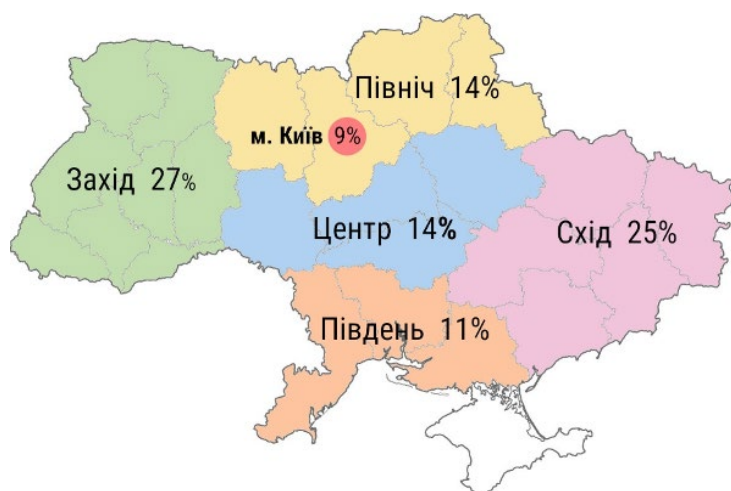 Північ 14%
м. Київ 9%
Захід 27%
Центр 14%
Схід 25%
Південь 11%